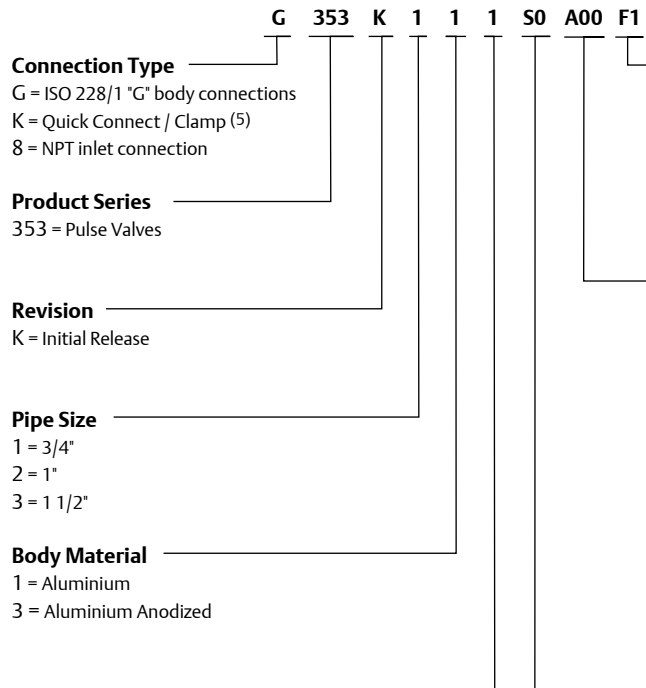 G 353 K 1 1 1 S0 A00 F1
Connection Type
G = ISO 228/1 "G" body connections
K = Quick Connect / Clamp (5)
8 = NPT inlet connection
Product Series
353 = Pulse Valves
Revision
K = Initial Release
Pipe Size
1 = 3/4"
2 = 1"
3 = 1 1/2"
Body Material
1 = Aluminium
3 = Aluminium Anodized